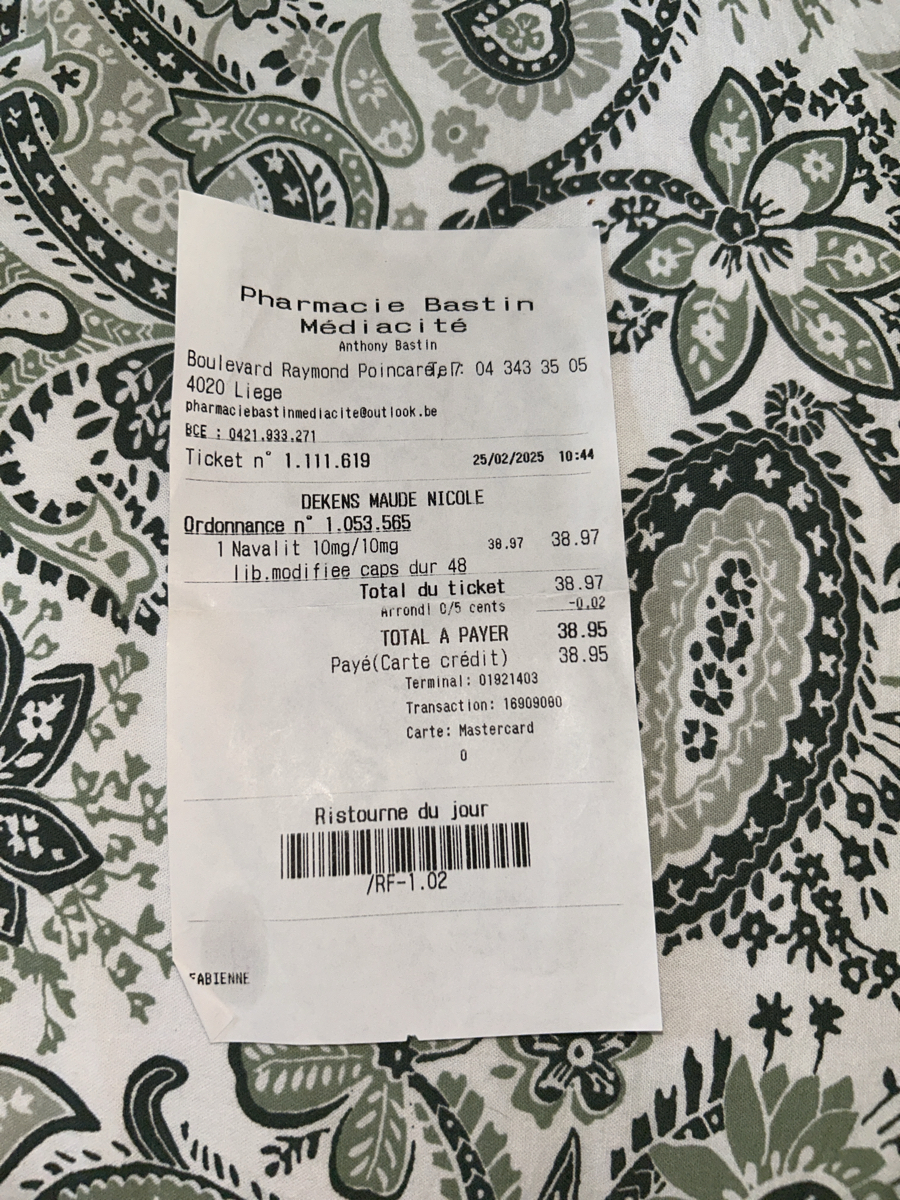 Pharmacie Bastin
Médiacité
Anthony Bastin
Boulevard Raymond Poincaré, 7 Tel : 04 343 35 05
4020 Liege
pharmaciebastinmediacite@outlook.be
BCE : 0421.933.271
Ticket n° 1.111.619 25/02/2025 10:44
DEKENS MAUDE NICOLE
Ordonnance n° 1.053.565
1 Navalit 10mg/10mg 38.97 38.97
lib.modifiee caps dur 48
Total du ticket 38.97
Arrondi 0/5 cents -0.02
TOTAL A PAYER 38.95
Payé(Carte crédit) 38.95
Terminal: 01921403
Transaction: 16909080
Carte: Mastercard
0
Ristourne du jour
/RF-1.02
FABIENNE